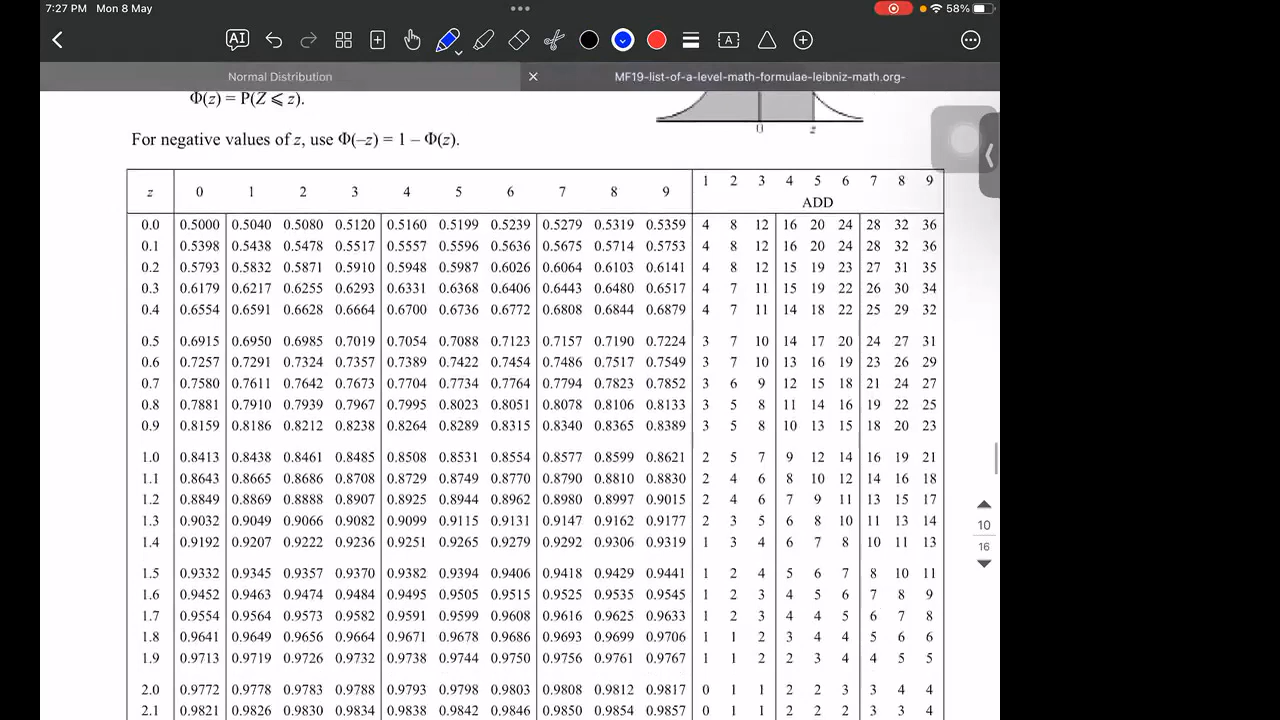 7:27 PM Mon 8 May 58%
AI A
Normal Distribution × MF19-list-of-a-level-math-formulae-leibniz-math.org-
Φ(z) = P(Z ⩽ z).
0 z
For negative values of z, use Φ(–z) = 1 – Φ(z).
z 0 1 2 3 4 5 6 7 8 9 1 2 3 4 5 6 7 8 9
ADD
0.0 0.5000 0.5040 0.5080 0.5120 0.5160 0.5199 0.5239 0.5279 0.5319 0.5359 4 8 12 16 20 24 28 32 36
0.1 0.5398 0.5438 0.5478 0.5517 0.5557 0.5596 0.5636 0.5675 0.5714 0.5753 4 8 12 16 20 24 28 32 36
0.2 0.5793 0.5832 0.5871 0.5910 0.5948 0.5987 0.6026 0.6064 0.6103 0.6141 4 8 12 15 19 23 27 31 35
0.3 0.6179 0.6217 0.6255 0.6293 0.6331 0.6368 0.6406 0.6443 0.6480 0.6517 4 7 11 15 19 22 26 30 34
0.4 0.6554 0.6591 0.6628 0.6664 0.6700 0.6736 0.6772 0.6808 0.6844 0.6879 4 7 11 14 18 22 25 29 32
0.5 0.6915 0.6950 0.6985 0.7019 0.7054 0.7088 0.7123 0.7157 0.7190 0.7224 3 7 10 14 17 20 24 27 31
0.6 0.7257 0.7291 0.7324 0.7357 0.7389 0.7422 0.7454 0.7486 0.7517 0.7549 3 7 10 13 16 19 23 26 29
0.7 0.7580 0.7611 0.7642 0.7673 0.7704 0.7734 0.7764 0.7794 0.7823 0.7852 3 6 9 12 15 18 21 24 27
0.8 0.7881 0.7910 0.7939 0.7967 0.7995 0.8023 0.8051 0.8078 0.8106 0.8133 3 5 8 11 14 16 19 22 25
0.9 0.8159 0.8186 0.8212 0.8238 0.8264 0.8289 0.8315 0.8340 0.8365 0.8389 3 5 8 10 13 15 18 20 23
1.0 0.8413 0.8438 0.8461 0.8485 0.8508 0.8531 0.8554 0.8577 0.8599 0.8621 2 5 7 9 12 14 16 19 21
1.1 0.8643 0.8665 0.8686 0.8708 0.8729 0.8749 0.8770 0.8790 0.8810 0.8830 2 4 6 8 10 12 14 16 18
1.2 0.8849 0.8869 0.8888 0.8907 0.8925 0.8944 0.8962 0.8980 0.8997 0.9015 2 4 6 7 9 11 13 15 17
1.3 0.9032 0.9049 0.9066 0.9082 0.9099 0.9115 0.9131 0.9147 0.9162 0.9177 2 3 5 6 8 10 11 13 14
1.4 0.9192 0.9207 0.9222 0.9236 0.9251 0.9265 0.9279 0.9292 0.9306 0.9319 1 3 4 6 7 8 10 11 13
1.5 0.9332 0.9345 0.9357 0.9370 0.9382 0.9394 0.9406 0.9418 0.9429 0.9441 1 2 4 5 6 7 8 10 11
1.6 0.9452 0.9463 0.9474 0.9484 0.9495 0.9505 0.9515 0.9525 0.9535 0.9545 1 2 3 4 5 6 7 8 9
1.7 0.9554 0.9564 0.9573 0.9582 0.9591 0.9599 0.9608 0.9616 0.9625 0.9633 1 2 3 4 4 5 6 7 8
1.8 0.9641 0.9649 0.9656 0.9664 0.9671 0.9678 0.9686 0.9693 0.9699 0.9706 1 1 2 3 4 4 5 6 6
1.9 0.9713 0.9719 0.9726 0.9732 0.9738 0.9744 0.9750 0.9756 0.9761 0.9767 1 1 2 2 3 4 4 5 5
2.0 0.9772 0.9778 0.9783 0.9788 0.9793 0.9798 0.9803 0.9808 0.9812 0.9817 0 1 1 2 2 3 3 4 4
2.1 0.9821 0.9826 0.9830 0.9834 0.9838 0.9842 0.9846 0.9850 0.9854 0.9857 0 1 1 2 2 2 3 3 4
10
16